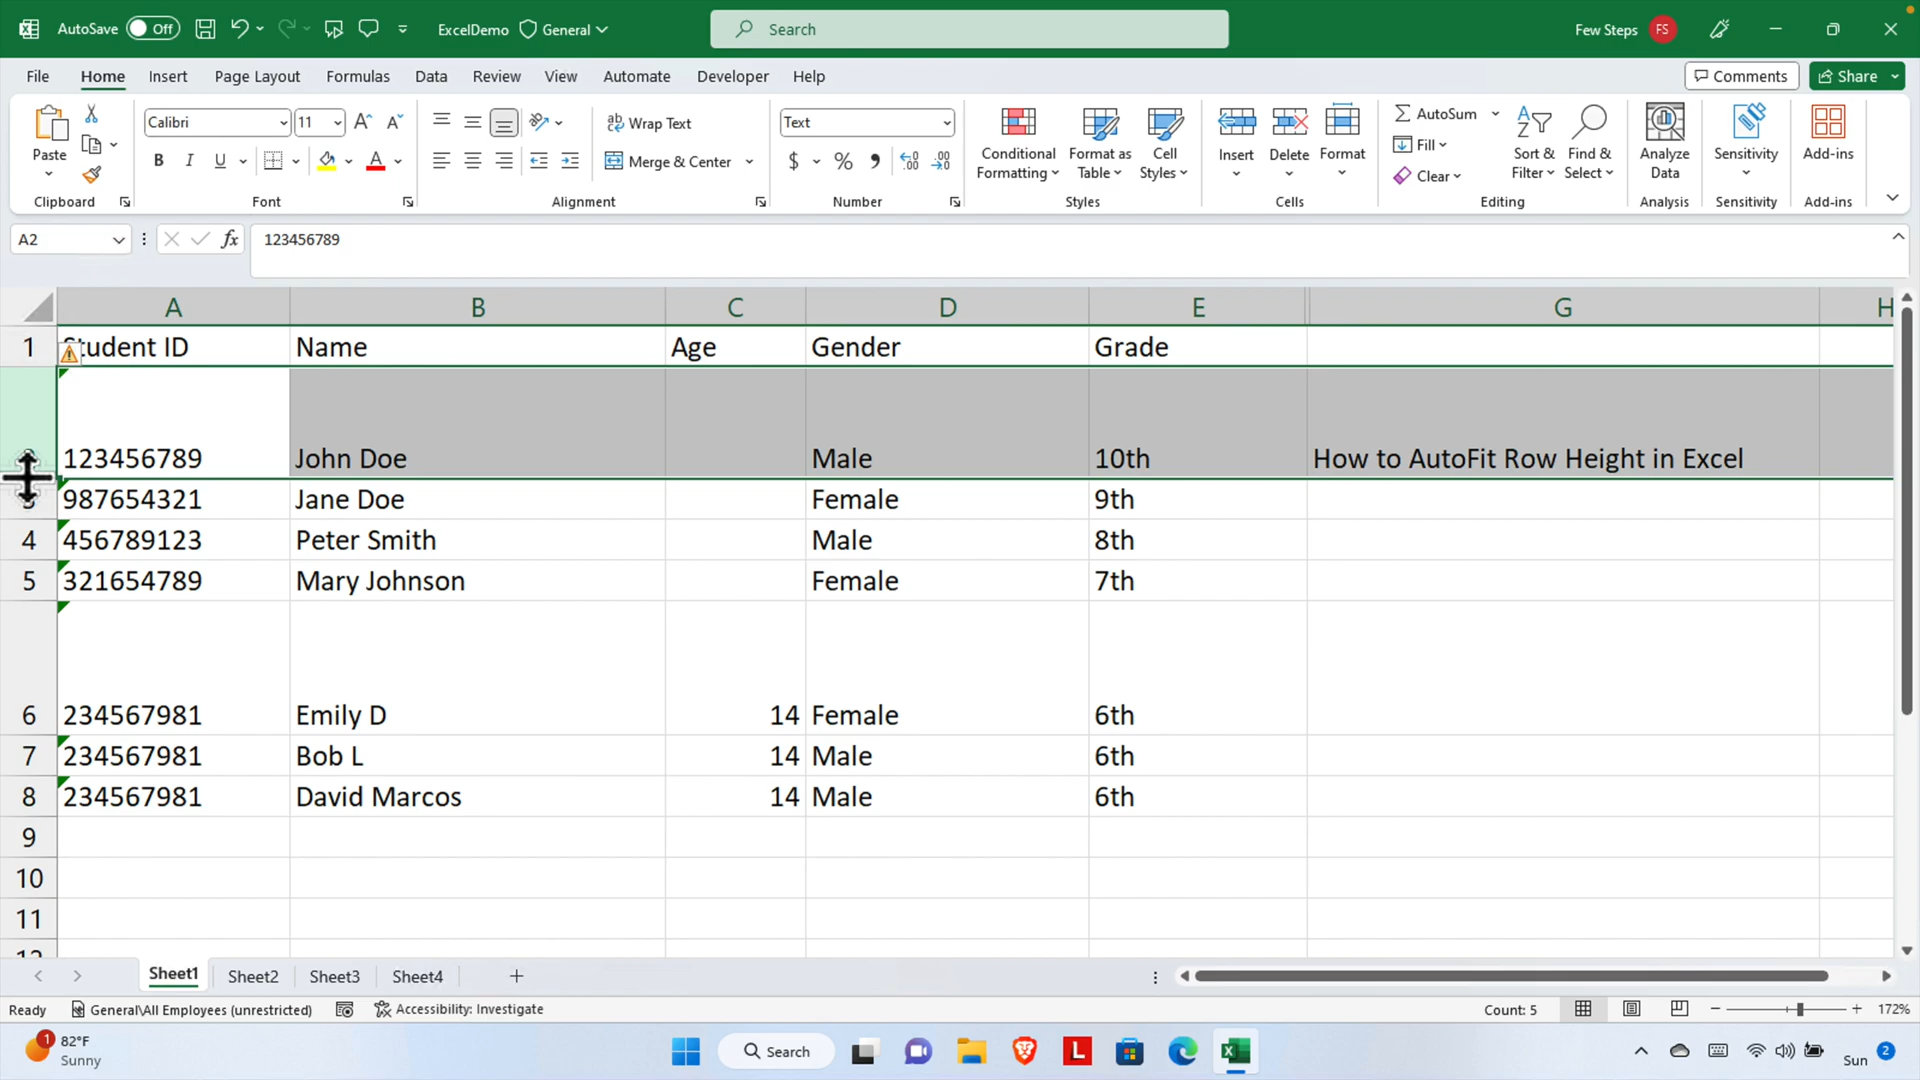 AutoSave Off ExcelDemo General Search Few Steps FS
File Home Insert Page Layout Formulas Data Review View Automate Developer Help Comments Share
Calibri 11 Wrap Text Text AutoSum
Paste B I U Merge & Center $ % Conditional Formatting Format as Table Cell Styles Insert Delete Format Fill Clear Sort & Filter Find & Select Analyze Data Sensitivity Add-ins
Clipboard Font Alignment Number Styles Cells Editing Analysis Sensitivity Add-ins
A2 fx 123456789
A B C D E G H
1 Student ID Name Age Gender Grade
123456789 John Doe Male 10th How to AutoFit Row Height in Excel
987654321 Jane Doe Female 9th
4 456789123 Peter Smith Male 8th
5 321654789 Mary Johnson Female 7th
6 234567981 Emily D 14 Female 6th
7 234567981 Bob L 14 Male 6th
8 234567981 David Marcos 14 Male 6th
9
10
11
Sheet1 Sheet2 Sheet3 Sheet4
Ready General\All Employees (unrestricted) Accessibility: Investigate Count: 5 172%
1 82°F
Sunny
Search L Sun 2